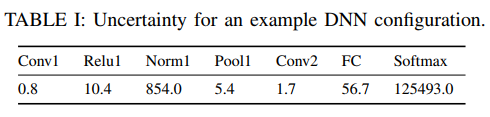 TABLE I: Uncertainty for an example DNN configuration.
Conv1 Relu1 Norm1 Pool1 Conv2 FC Softmax
0.8 10.4 854.0 5.4 1.7 56.7 125493.0